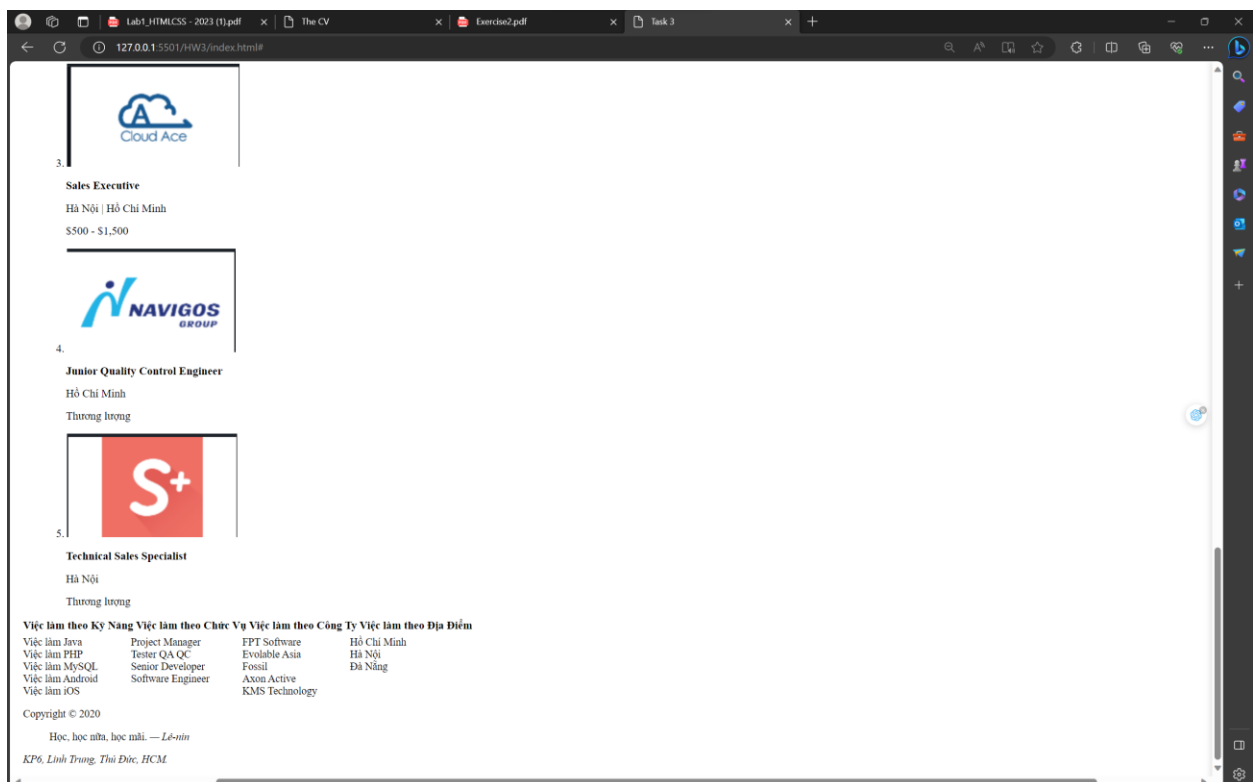 Lab1_HTMLCSS - 2023 (1).pdf
The CV
Exercise2.pdf
Task 3
127.0.0.1:5501/HW3/index.html#
A
Cloud Ace
3.
Sales Executive
Hà Nội | Hồ Chí Minh
$500 - $1,500
NAVIGOS
GROUP
4.
Junior Quality Control Engineer
Hồ Chí Minh
Thương lượng
S+
5.
Technical Sales Specialist
Hà Nội
Thương lượng
Việc làm theo Kỹ Năng Việc làm theo Chức Vụ Việc làm theo Công Ty Việc làm theo Địa Điểm
Việc làm Java Project Manager FPT Software Hồ Chí Minh
Việc làm PHP Tester QA QC Evolable Asia Hà Nội
Việc làm MySQL Senior Developer Fossil Đà Nẵng
Việc làm Android Software Engineer Axon Active
Việc làm iOS KMS Technology
Copyright © 2020
Học, học nữa, học mãi. — Lê-nin
KP6, Linh Trung, Thủ Đức, HCM